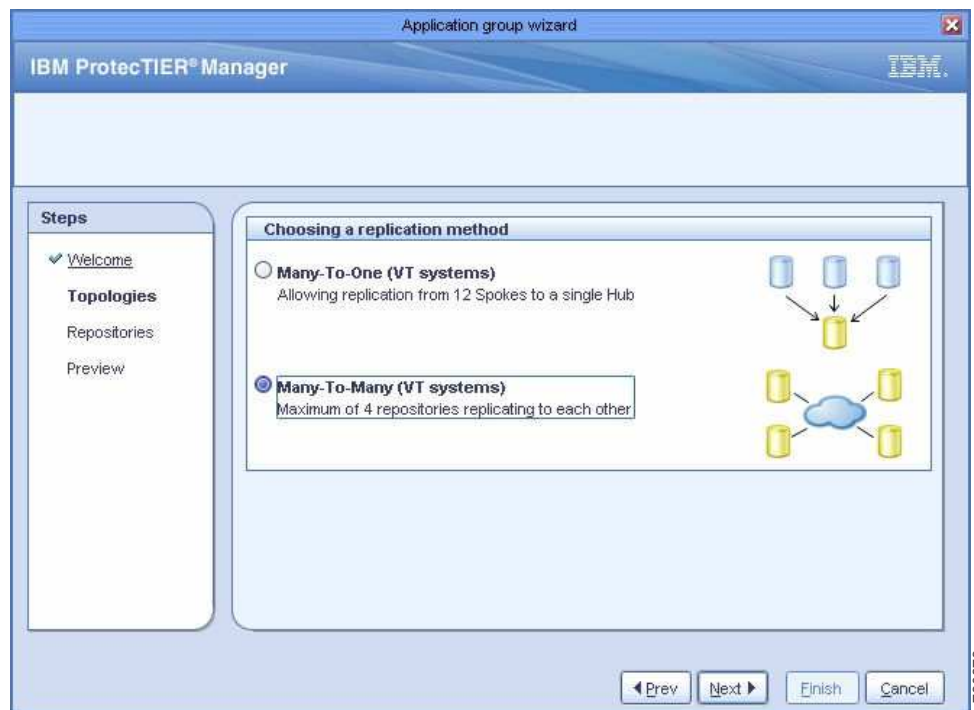 Application group wizard
IBM ProtecTIER® Manager
IBM.
Steps
Welcome
Topologies
Repositories
Preview
Choosing a replication method
Many-To-One (VT systems)
Allowing replication from 12 Spokes to a single Hub
Many-To-Many (VT systems)
Maximum of 4 repositories replicating to each other
Prev
Next
Finish
Cancel